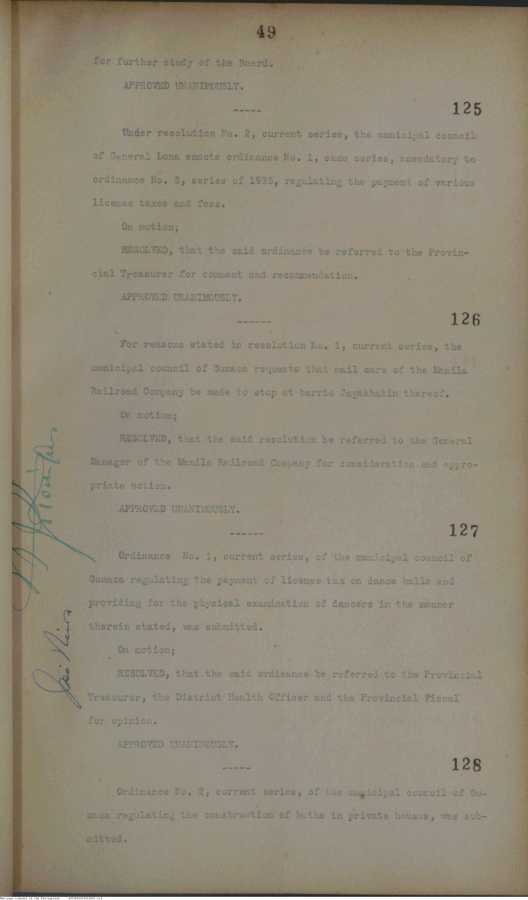 49
for further study of the Board.
APPROVED UNANIMOUSLY.
-----
125
Under resolution No. 2, current series, the municipal council
of General Luna enacts ordinance No. 1, same series, amendatory to
ordinance No. 5, series of 1935, regulating the payment of various
license taxes and fees.
On motion;
RESOLVED, that the said ordinance be referred to the Provin-
cial Treasurer for comment and recommendation.
APPROVED UNANIMOUSLY.
------
126
For reasons stated in resolution No. 1, current series, the
municipal council of Gumaca requests that mail cars of the Manila
Railroad Company be made to stop at barrio thereof.
On motion;
RESOLVED, that the said resolution be referred to the General
Manager of the Manila Railroad Company for consideration and appro-
priate action.
APPROVED UNANIMOUSLY.
------
127
Ordinance No. 1, current series, of the municipal council of
Gumaca regulating the payment of license tax on dance halls and
providing for the physical examination of dancers in the manner
therein stated, was submitted.
On motion;
RESOLVED, that the said ordinance be referred to the Provincial
Treasurer, the District Health Officer and the Provincial Fiscal
for opinion.
APPROVED UNANIMOUSLY.
-----
128
Ordinance No. 2, current series, of the municipal council of Gu-
maca regulating the construction of baths in private houses, was sub-
mitted.